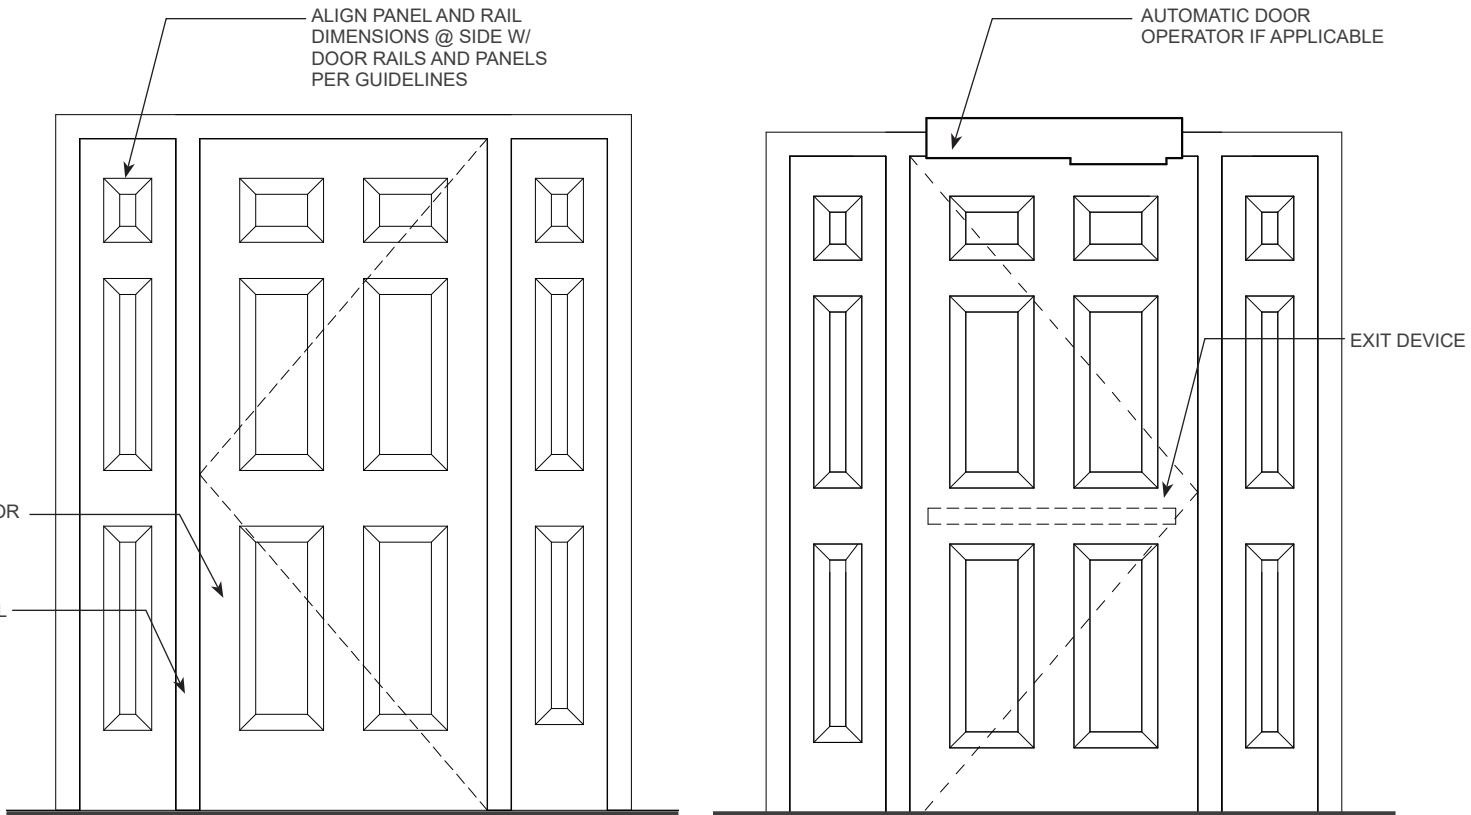 ALIGN PANEL AND RAIL
DIMENSIONS @ SIDE W/
DOOR RAILS AND PANELS
PER GUIDELINES
AUTOMATIC DOOR
OPERATOR IF APPLICABLE
EXIT DEVICE